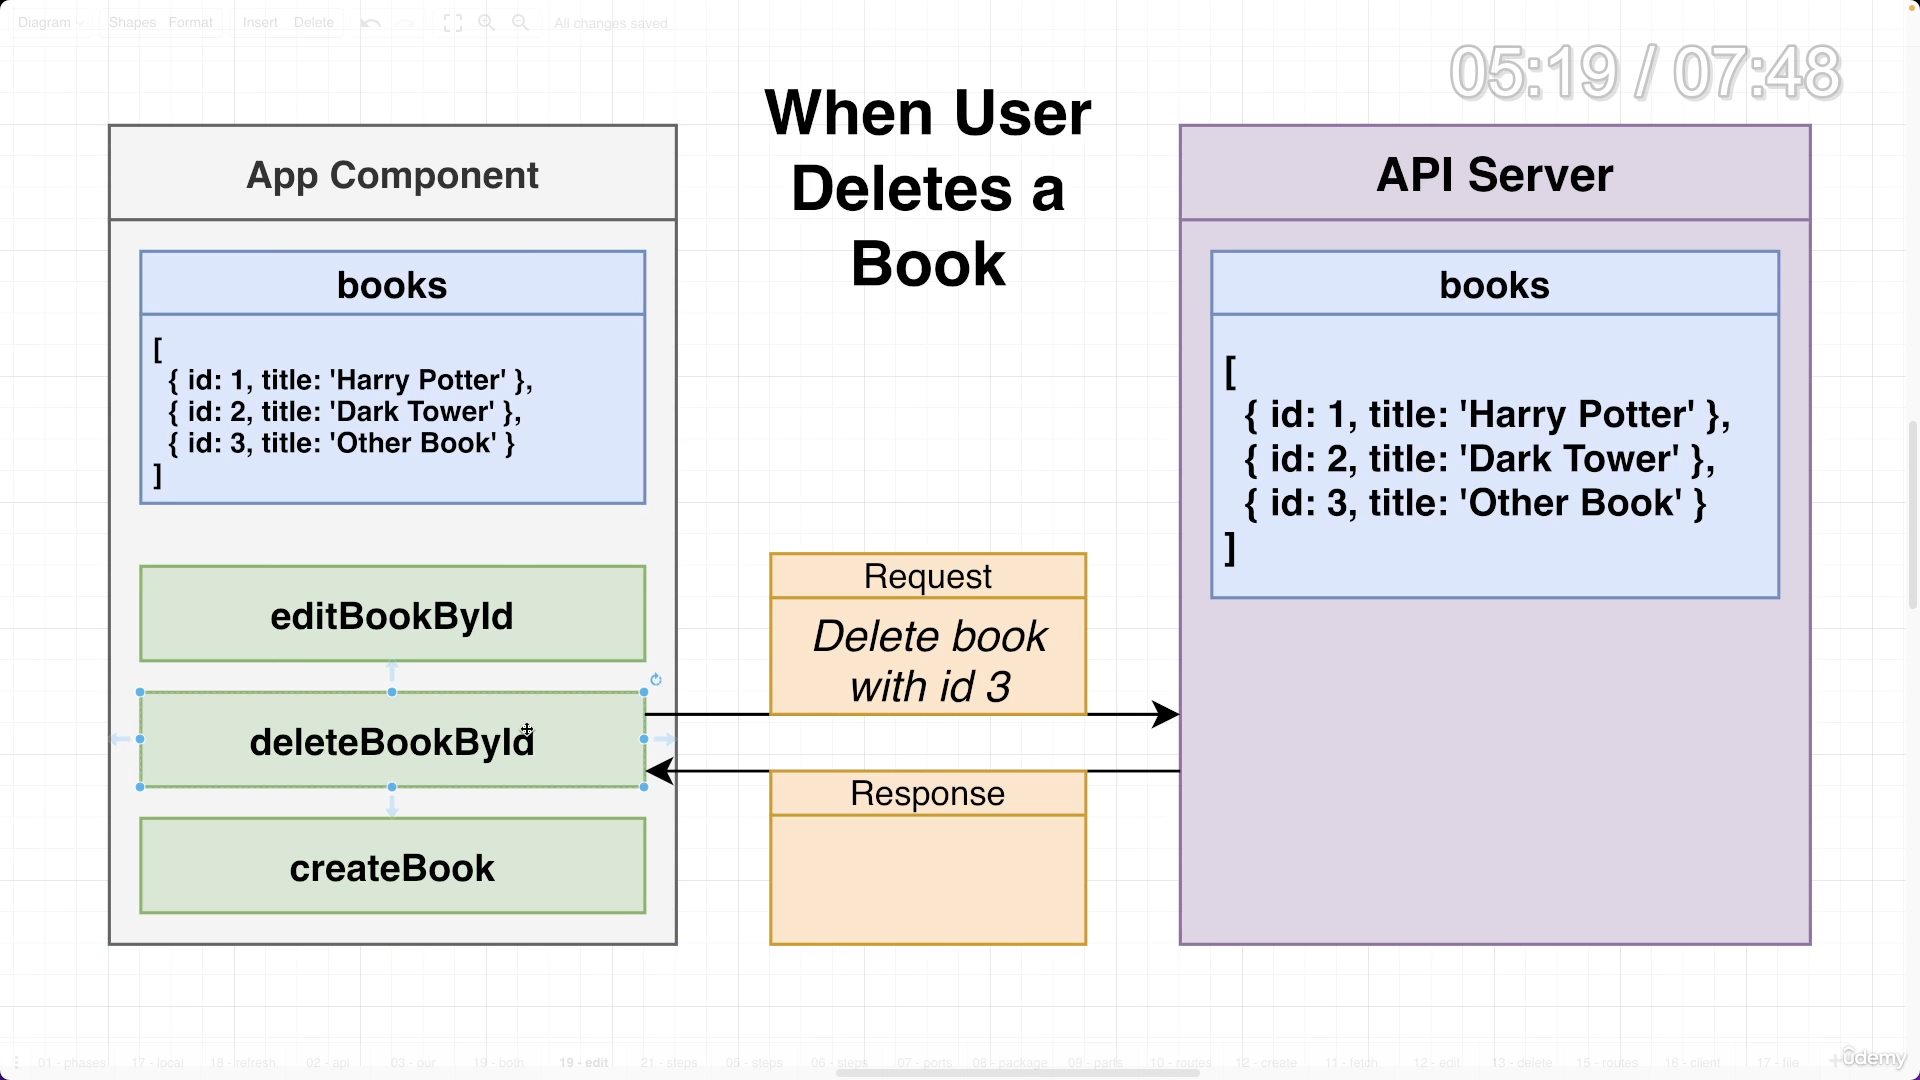 Diagram Shapes Format Insert Delete All changes saved
05:19 / 07:48
When User
Deletes a
Book
App Component
books
[
{ id: 1, title: 'Harry Potter' },
{ id: 2, title: 'Dark Tower' },
{ id: 3, title: 'Other Book' }
]
editBookById
deleteBookById
createBook
Request
Delete book
with id 3
Response
API Server
books
[
{ id: 1, title: 'Harry Potter' },
{ id: 2, title: 'Dark Tower' },
{ id: 3, title: 'Other Book' }
]
01 - phases 17 - local 18 - refresh 02 - api 03 - our 19 - both 19 - edit 21 - steps 05 - steps 06 - steps 07 - ports 08 - package 09 - parts 10 - routes 12 - create 11 - fetch 12 - edit 13 - delete 15 - routes 16 - client 17 - file
ûdemy